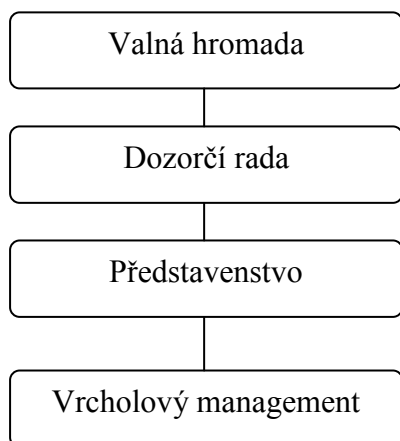 Valná hromada
Dozorčí rada
Představenstvo
Vrcholový management